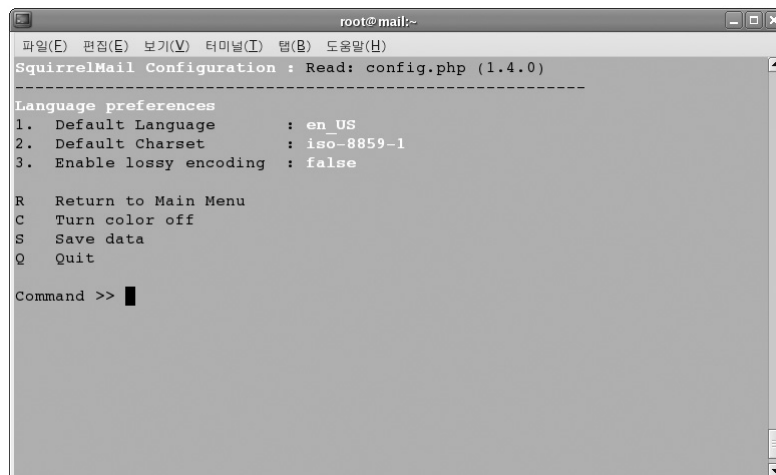 root@mail:~
파일(F) 편집(E) 보기(V) 터미널(T) 탭(B) 도움말(H)
SquirrelMail Configuration : Read: config.php (1.4.0)
---------------------------------------------------------
Language preferences
1. Default Language : en_US
2. Default Charset : iso-8859-1
3. Enable lossy encoding : false
R Return to Main Menu
C Turn color off
S Save data
Q Quit
Command >>